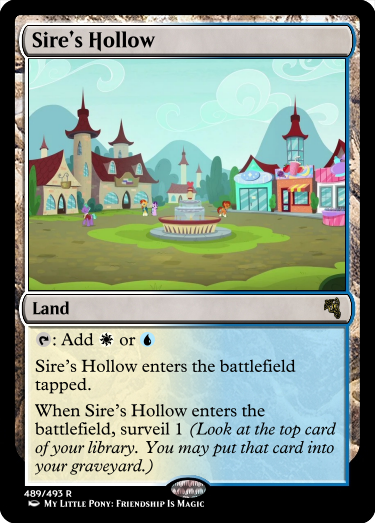 Sire's Hollow
Land
: Add or
Sire's Hollow enters the battlefield
tapped.
When Sire's Hollow enters the
battlefield, surveil 1 (Look at the top card
of your library. You may put that card into
your graveyard.)
489/493 R
My Little Pony: Friendship Is Magic